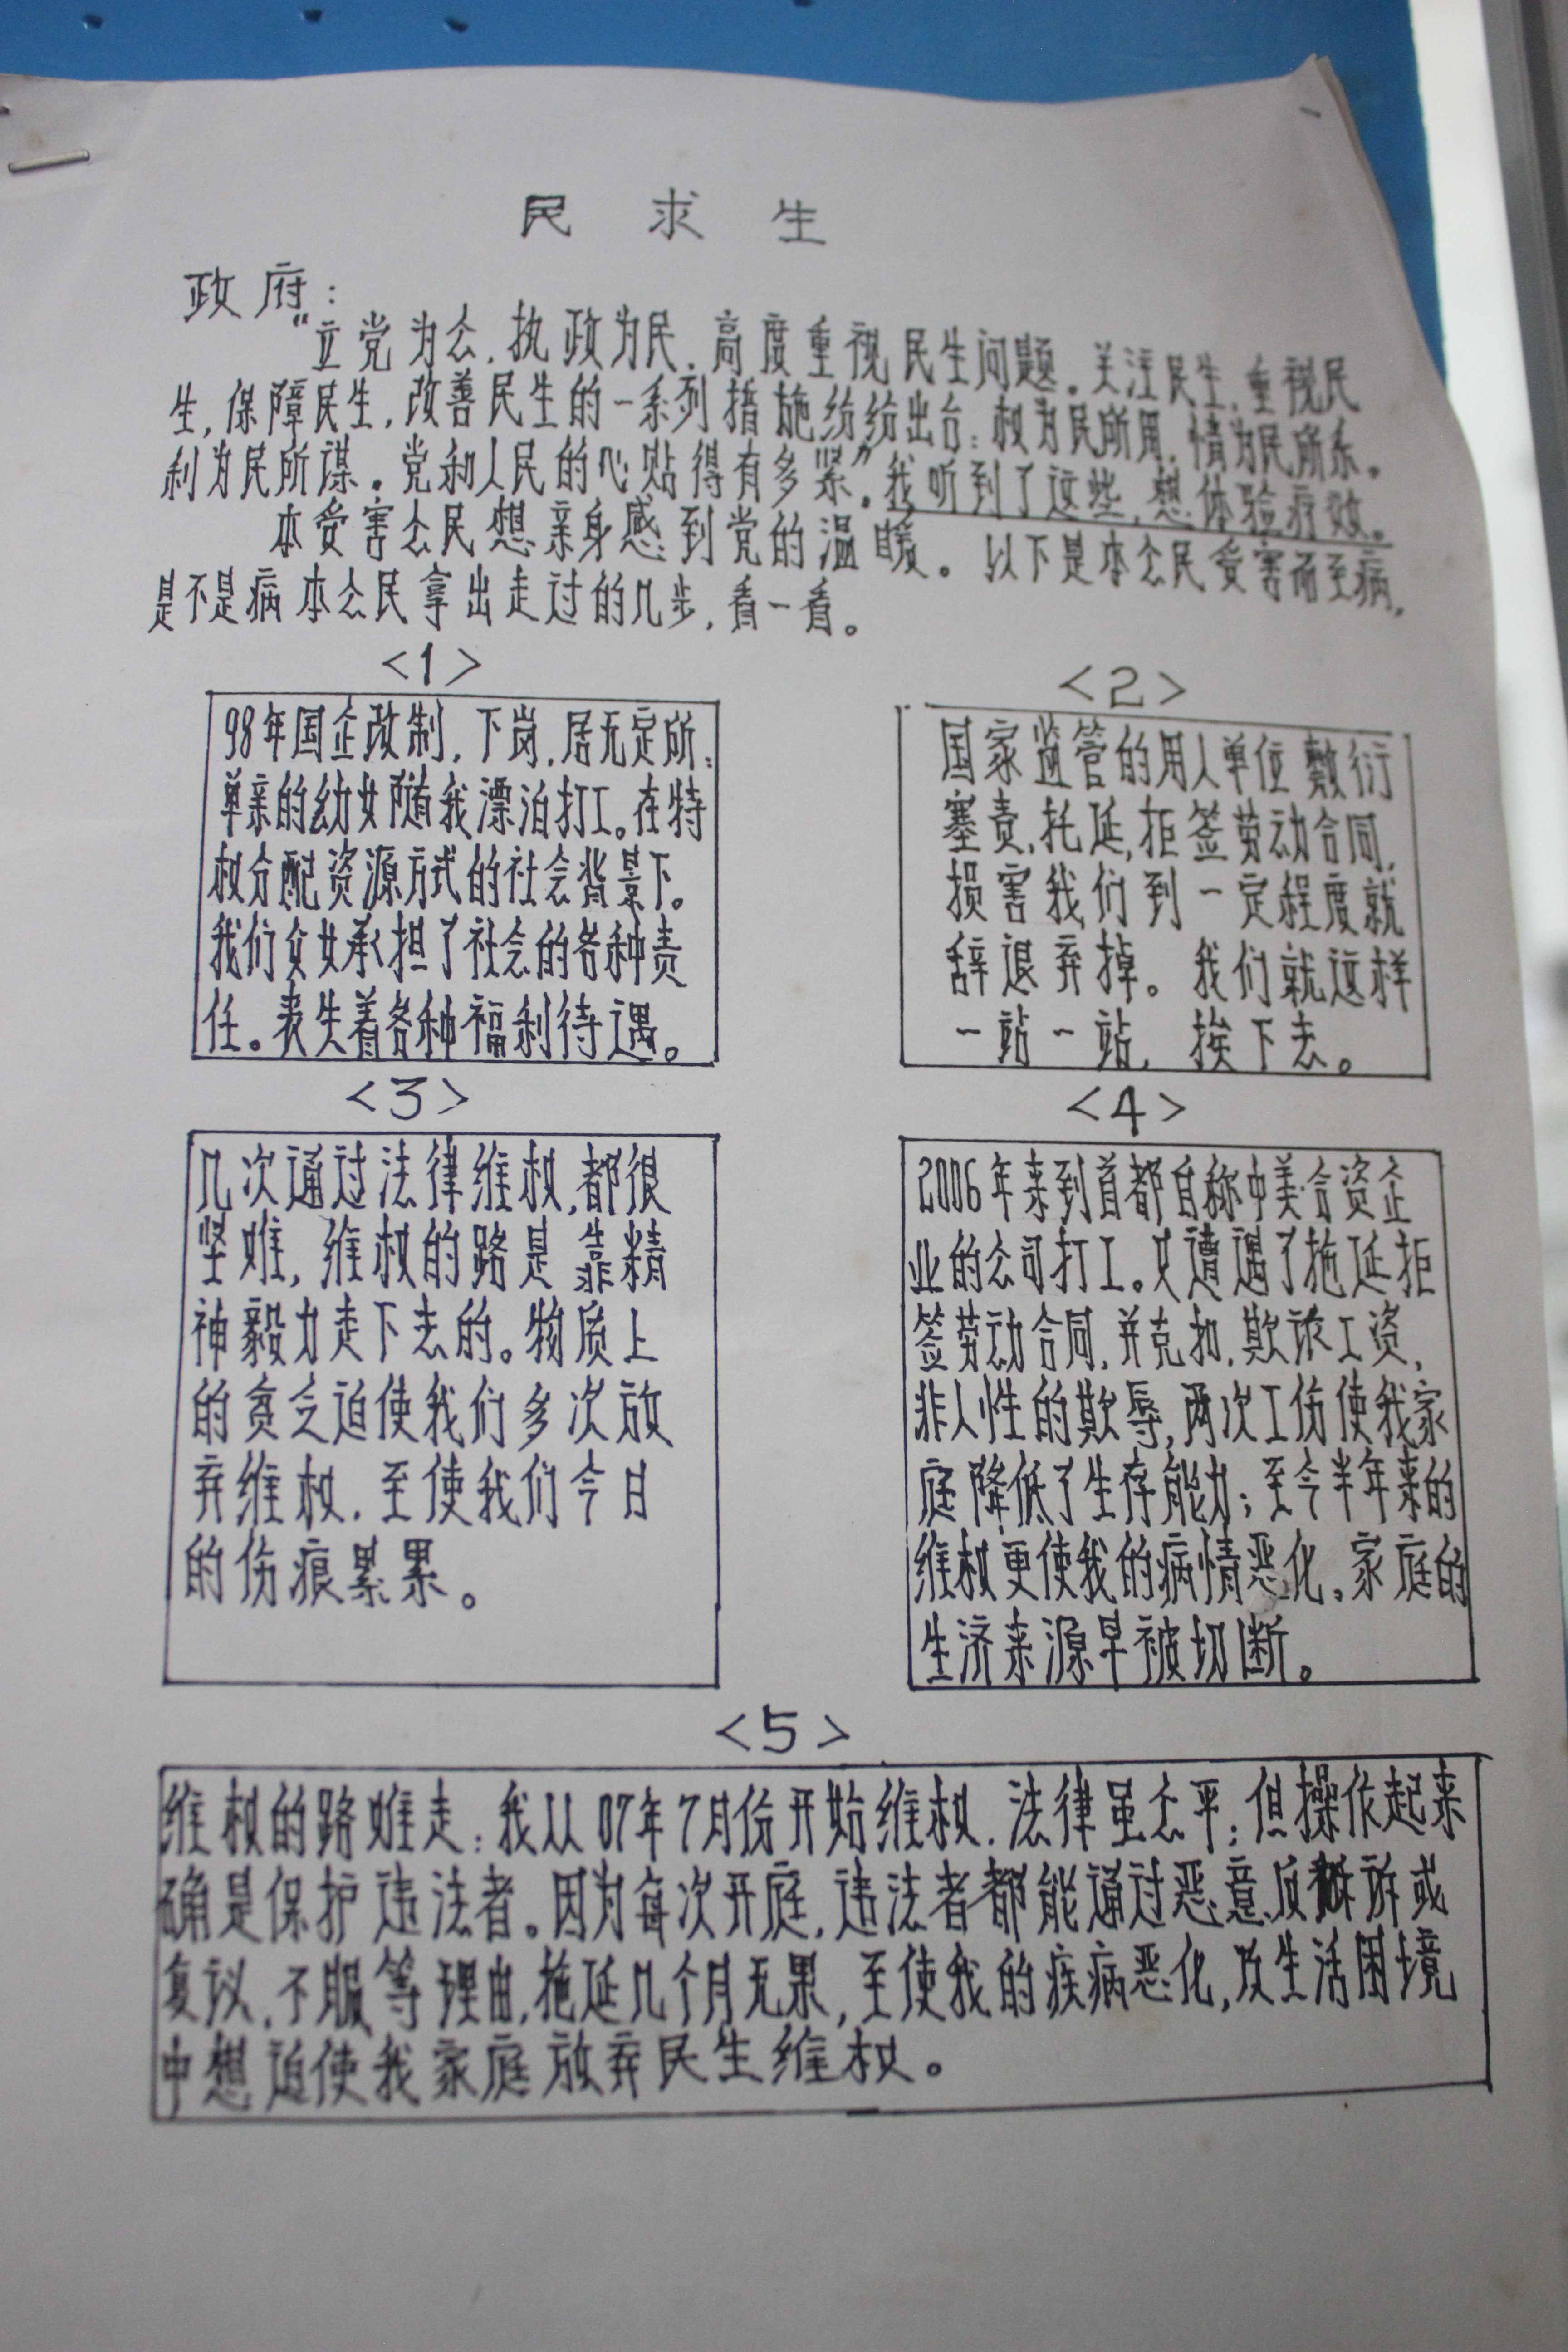 民求生
政府:
“立党为公.执政为民.高度重视民生问题.关注民生,重视民
生,保障民生,改善民生的一系列措施纷纷出台:权为民所用.情为民所系.
利为民所谋.党和人民的心贴得有多紧”.我听到了这些,想体验疗效。
本受害公民想亲身感到党的温暖。以下是本公民受害而至病,
是不是病本公民拿出走过的几步,看一看。
<1>
98年国企改制,下岗,居无定所:
单亲的幼女随我漂泊打工。在特
权分配资源方式的社会背景下。
我们父女承担了社会的各种责
任。丧失着各种福利待遇。
<2>
国家监管的用人单位敷衍
塞责,托延,拒签劳动合同,
损害我们到一定程度就
辞退弃掉。我们就这样
一站一站,挨下去。
<3>
几次通过法律维权,都很
坚难,维权的路是靠精
神毅力走下去的。物质上
的贫乏迫使我们多次放
弃维权.至使我们今日
的伤痕累累。
<4>
2006年来到首都自称中美合资企
业的公司打工。又遭遇了拖延拒
签劳动合同,并克扣,欺诈工资,
非人性的欺辱,两次工伤使我家
庭降低了生存能力;至今半年来的
维权更使我的病情恶化。家庭的
生济来源早被切断。
<5>
维权的路难走:我从07年7月份开始维权.法律虽公平;但操作起来
确是保护违法者。因为每次开庭,违法者都能通过恶意反诉或
复议,不服等理由,拖延几个月无果,至使我的疾病恶化,及生活困境
中想迫使我家庭放弃民生维权。